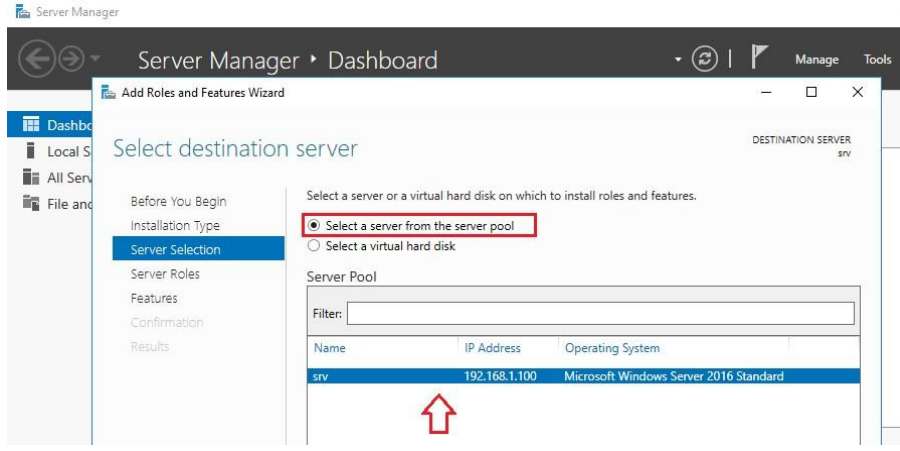 Server Manager
Server Manager ‣ Dashboard
Manage Tools
Add Roles and Features Wizard
Dashbo
Local S
All Serv
File and
Select destination server
DESTINATION SERVER
srv
Before You Begin
Installation Type
Server Selection
Server Roles
Features
Confirmation
Results
Select a server or a virtual hard disk on which to install roles and features.
Select a server from the server pool
Select a virtual hard disk
Server Pool
Filter:
Name IP Address Operating System
srv 192.168.1.100 Microsoft Windows Server 2016 Standard